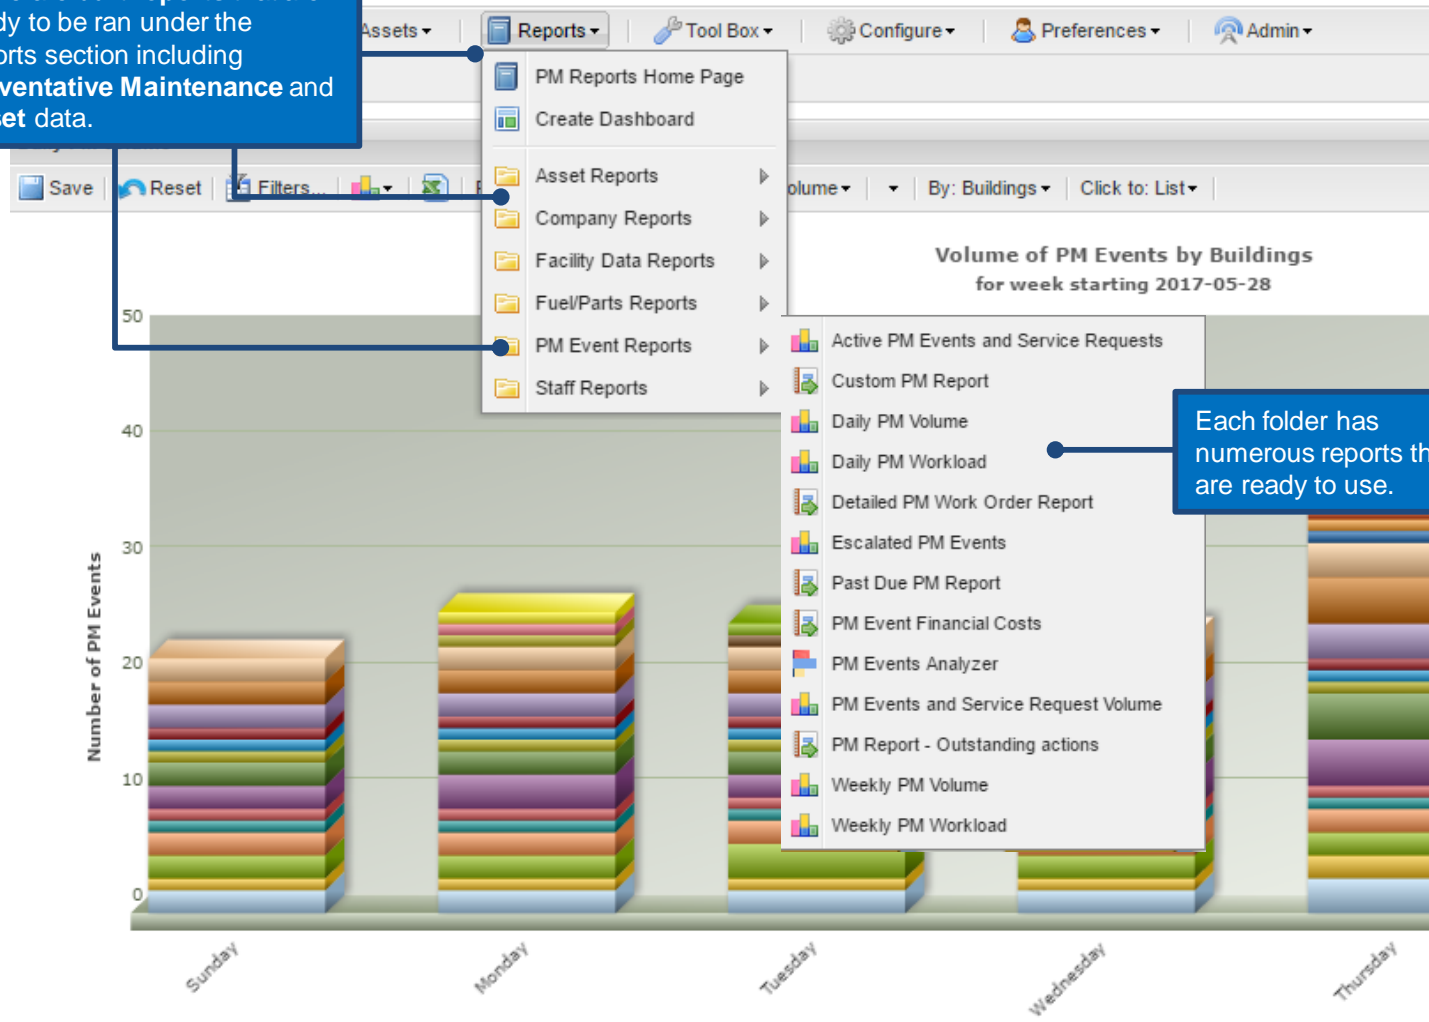 Assets Reports Tool Box Configure Preferences Admin
to be ran under the
section including
Maintenance and
data.
PM Reports Home Page
Create Dashboard
Save Reset Filters...
By: Buildings Click to: List
Asset Reports
Company Reports
Facility Data Reports
Fuel/Parts Reports
PM Event Reports
Staff Reports
Volume of PM Events by Buildings
for week starting 2017-05-28
Active PM Events and Service Requests
Custom PM Report
Daily PM Volume
Daily PM Workload
Detailed PM Work Order Report
Escalated PM Events
Past Due PM Report
PM Event Financial Costs
PM Events Analyzer
PM Events and Service Request Volume
PM Report - Outstanding actions
Weekly PM Volume
Weekly PM Workload
Each folder has
numerous reports th
are ready to use.
Number of PM Events
50
40
30
20
10
0
Sunday
Monday
Tuesday
Wednesday
Thursday